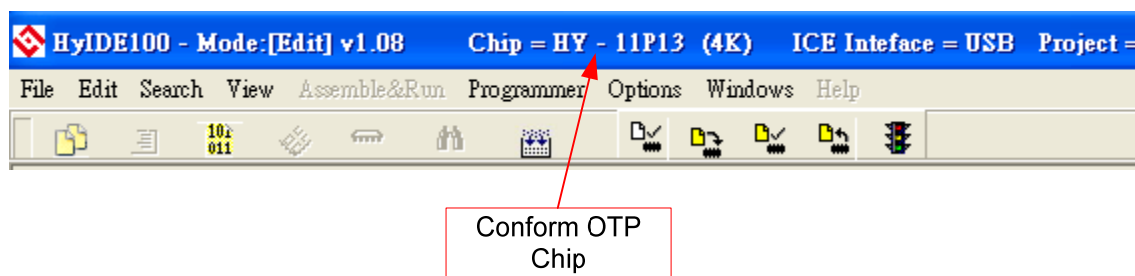 HyIDE100 - Mode:[Edit] v1.08 Chip = HY - 11P13 (4K) ICE Inteface = USB Project =
File Edit Search View Assemble&Run Programmer Options Windows Help
101
011
Conform OTP
Chip